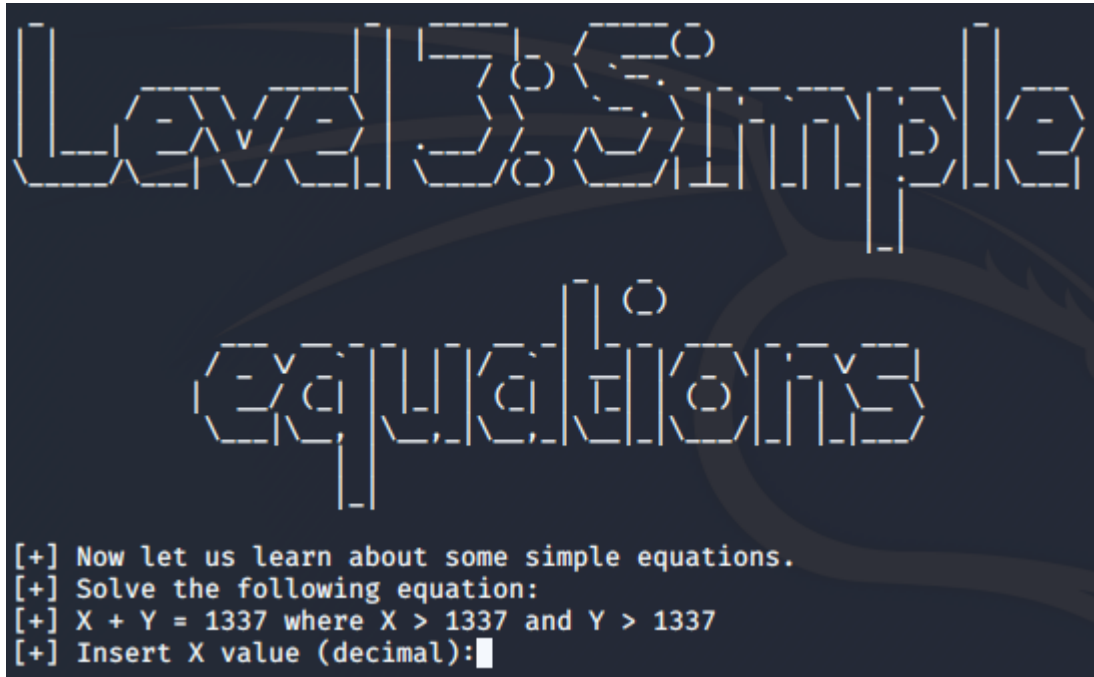 Level 3: Simple
equations
[+] Now let us learn about some simple equations.
[+] Solve the following equation:
[+] X + Y = 1337 where X > 1337 and Y > 1337
[+] Insert X value (decimal):